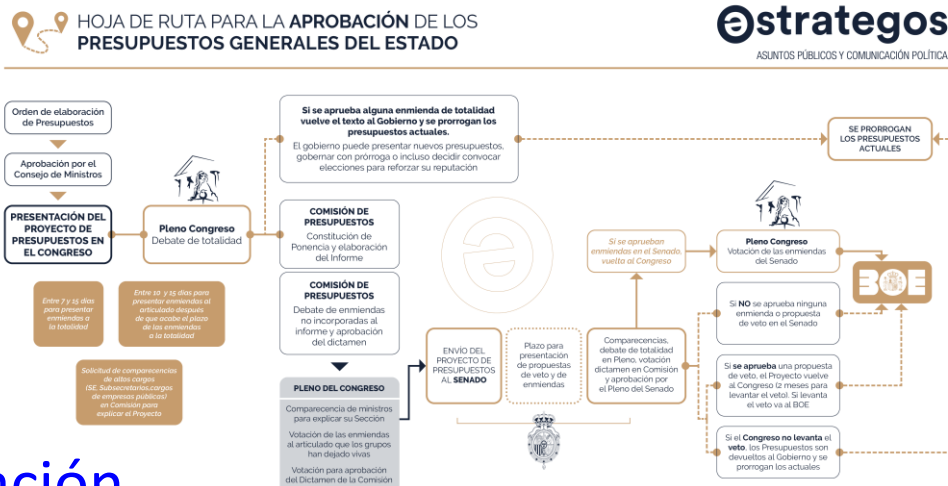 HOJA DE RUTA PARA LA APROBACIÓN DE LOS
PRESUPUESTOS GENERALES DEL ESTADO
estrategos
ASUNTOS PÚBLICOS Y COMUNICACIÓN POLÍTICA
Orden de elaboración
de Presupuestos
Aprobación por el
Consejo de Ministros
PRESENTACIÓN DEL
PROYECTO DE
PRESUPUESTOS EN
EL CONGRESO
Pleno Congreso
Debate de totalidad
Entre 7 y 15 días
para presentar
enmiendas a
la totalidad
Entre 10 y 15 días para
presentar enmiendas al
articulado después
de que acabe el plazo
de las enmiendas
a la totalidad
Solicitud de comparecencias
de altos cargos
(SE, Subsecretarios,cargos
de empresas públicas)
en Comisión para
explicar el Proyecto
Si se aprueba alguna enmienda de totalidad
vuelve el texto al Gobierno y se prorrogan los
presupuestos actuales.
El gobierno puede presentar nuevos presupuestos,
gobernar con prórroga o incluso decidir convocar
elecciones para reforzar su reputación
COMISIÓN DE
PRESUPUESTOS
Constitución de
Ponencia y elaboración
del Informe
COMISIÓN DE
PRESUPUESTOS
Debate de enmiendas
no incorporadas al
informe y aprobación
del dictamen
PLENO DEL CONGRESO
Comparecencia de ministros
para explicar su Sección
Votación de las enmiendas
al articulado que los grupos
han dejado vivas
Votación para aprobación
del Dictamen de la Comisión
ENVÍO DEL
PROYECTO DE
PRESUPUESTOS
AL SENADO
Plazo para
presentación
de propuestas
de veto y de
enmiendas
Comparecencias,
debate de totalidad
en Pleno, votación
dictamen en Comisión
y aprobación por
el Pleno del Senado
Si se aprueban
enmiendas en el Senado,
vuelta al Congreso
Pleno Congreso
Votación de las enmiendas
del Senado
Si NO se aprueba ninguna
enmienda o propuesta
de veto en el Senado
Si se aprueba una propuesta
de veto, el Proyecto vuelve
al Congreso (2 meses para
levantar el veto). Si levanta
el veto va al BOE
Si el Congreso no levanta el
veto, los Presupuestos son
devueltos al Gobierno y se
prorrogan los actuales
SE PRORROGAN
LOS PRESUPUESTOS
ACTUALES
BOE